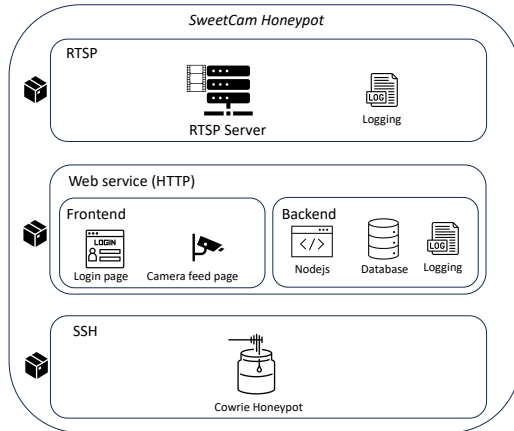 SweetCam Honeypot
RTSP
LOG
RTSP Server
Logging
Web service (HTTP)
Frontend
LOGIN
Login page
Camera feed page
Backend
</>
LOG
Nodejs
Database
Logging
SSH
Cowrie Honeypot